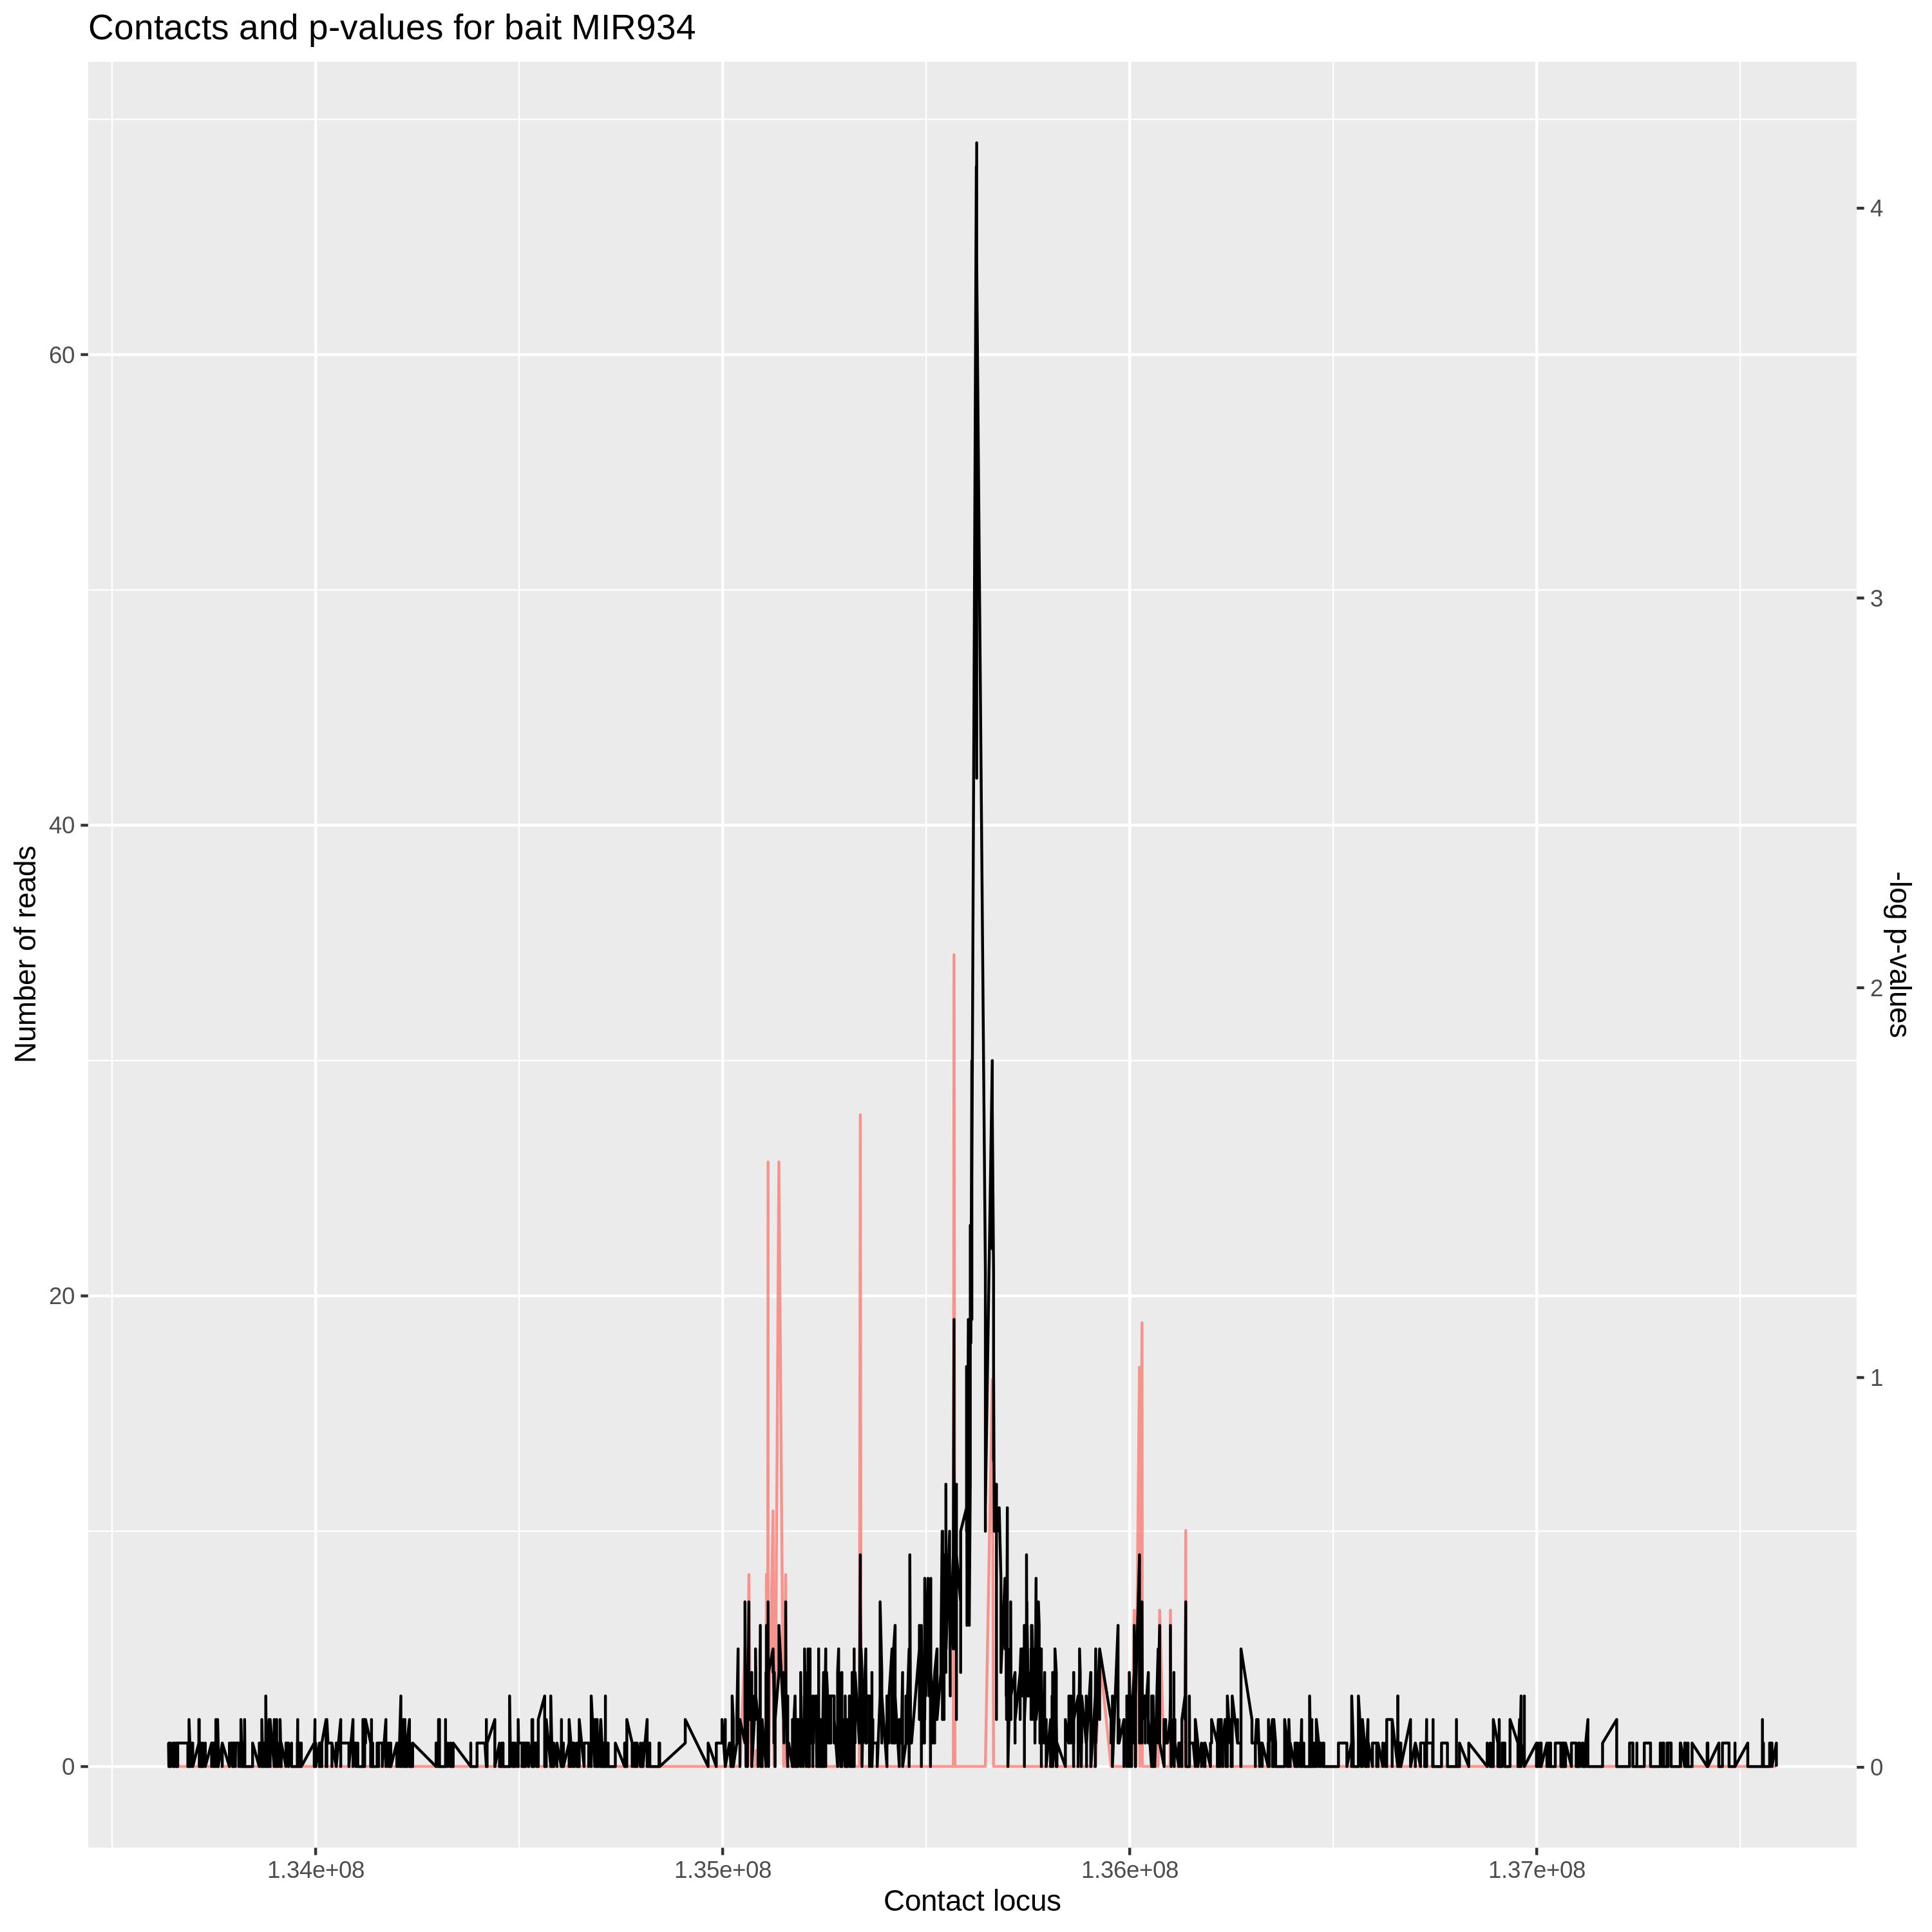 Contacts and p-values for bait MIR934
Number of reads
60
40
20
0
4
3
2
1
0
-log p-values
1.34e+08 1.35e+08 1.36e+08 1.37e+08
Contact locus